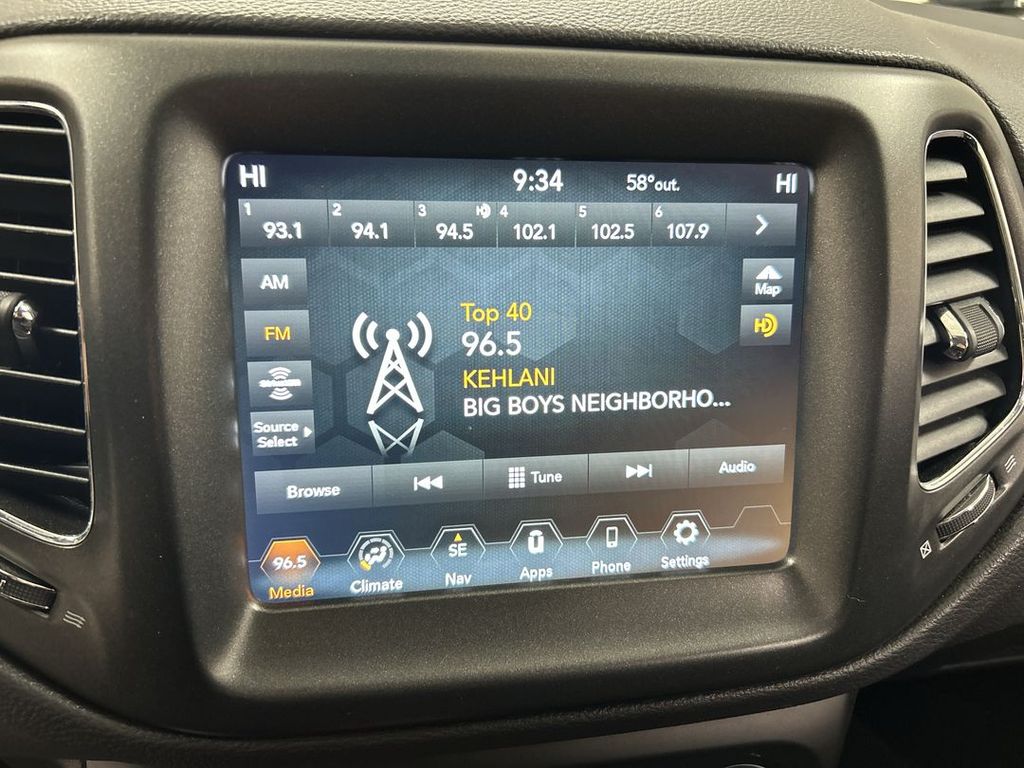 HI 9:34 58°out. HI
1 2 3 HD 4 5 6
93.1 94.1 94.5 102.1 102.5 107.9
AM
Map
FM
HD
Top 40
96.5
KEHLANI
BIG BOYS NEIGHBORHO...
Source
Select
Browse Tune Audio
96.5 SE
Media Climate Nav Apps Phone Settings